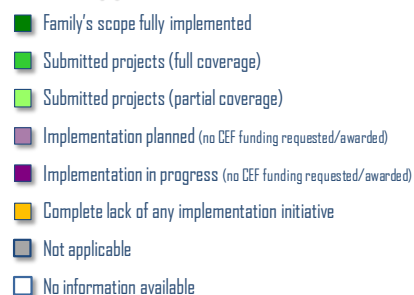 Family's scope fully implemented
Submitted projects (full coverage)
Submitted projects (partial coverage)
Implementation planned (no CEF funding requested/awarded)
Implementation in progress (no CEF funding requested/awarded)
Complete lack of any implementation initiative
Not applicable
No information available